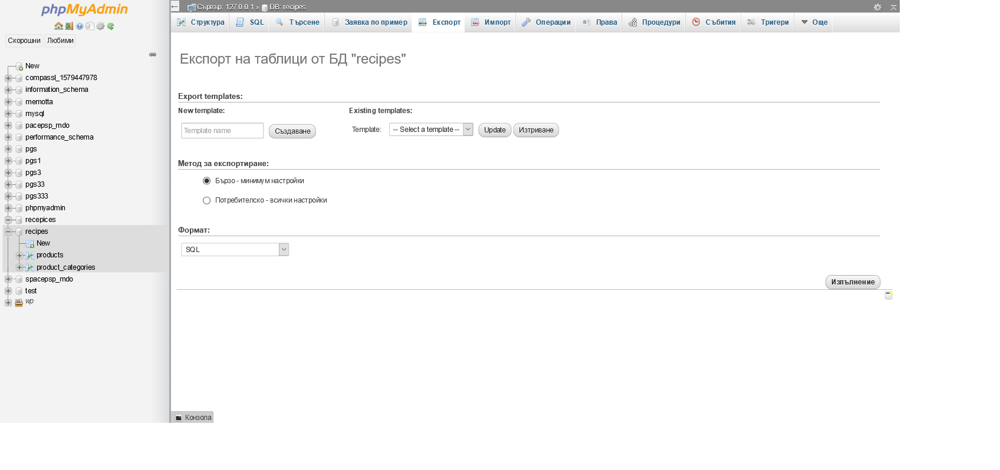 phpMyAdmin
Скорошни Любими
New
compassl_1579447978
information_schema
memotta
mysql
pacepsp_mdo
performance_schema
pgs
pgs1
pgs3
pgs33
pgs333
phpmyadmin
recepices
recipes
New
products
product_categories
spacepsp_mdo
test
wp
Сървър: 127.0.0.1 » DB: recipes
Структура SQL Търсене Заявка по пример Експорт Импорт Операции Права Процедури Събития Тригери Още
Експорт на таблици от БД "recipes"
Export templates:
New template: Existing templates:
Template name Създаване Template: -- Select a template -- Update Изтриване
Метод за експортиране:
Бързо - минимум настройки
Потребителско - всички настройки
Формат:
SQL
Изпълнение
Конзола